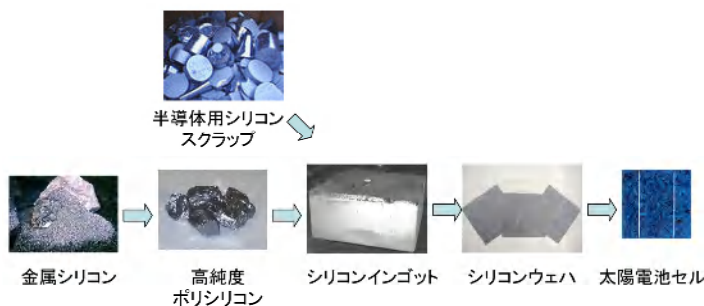 半導体用シリコン
スクラップ
金属シリコン
高純度
ポリシリコン
シリコンインゴット
シリコンウェハ
太陽電池セル